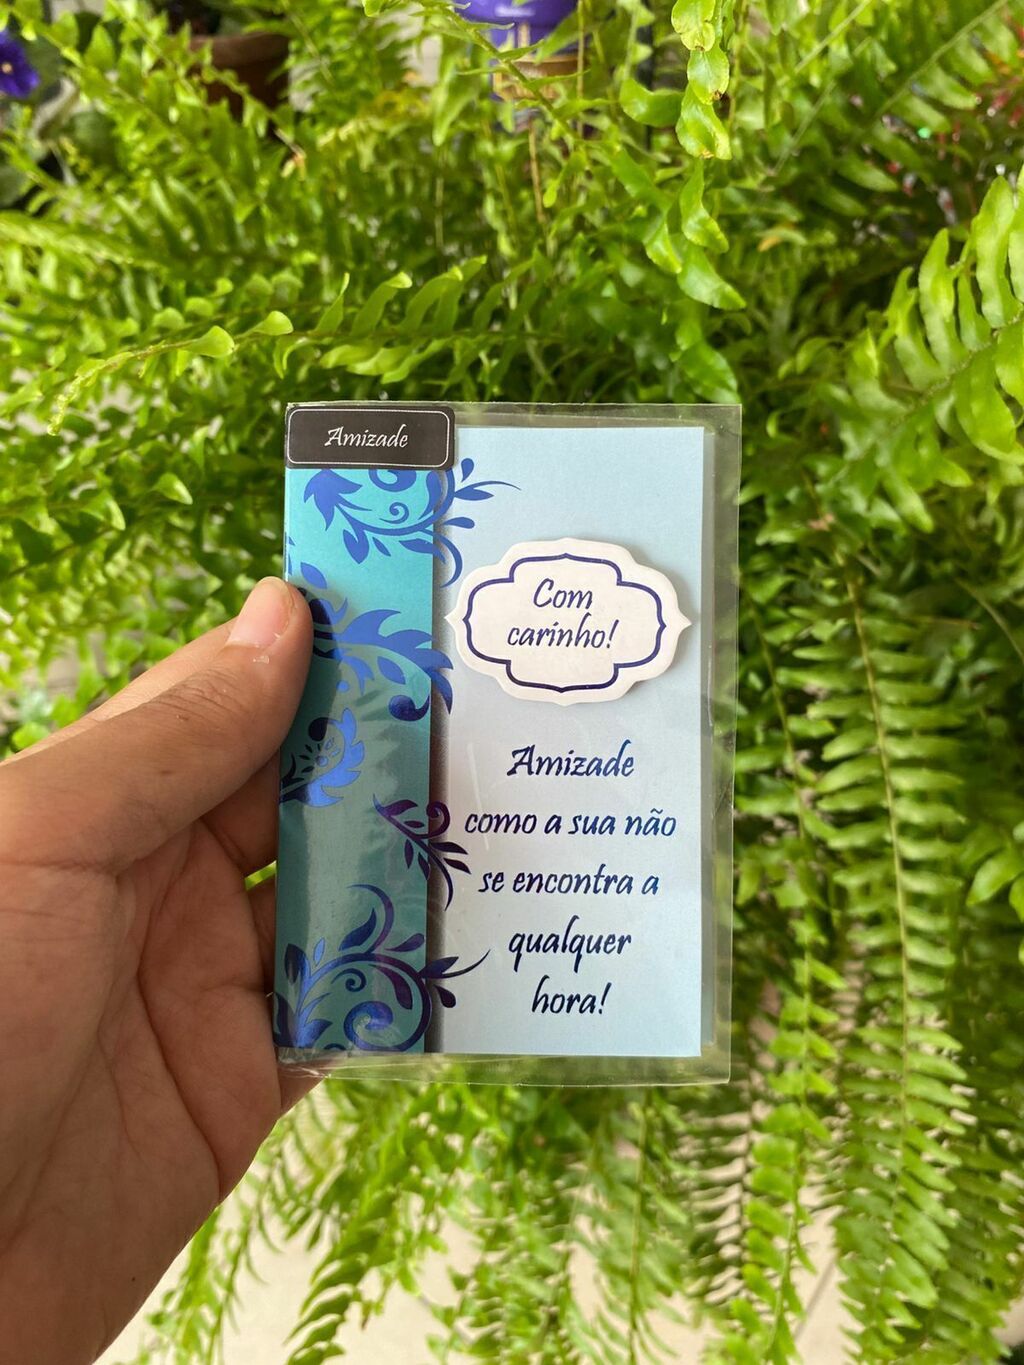 Amizade
Com
carinho!
Amizade
como a sua não
se encontra a
qualquer
hora!